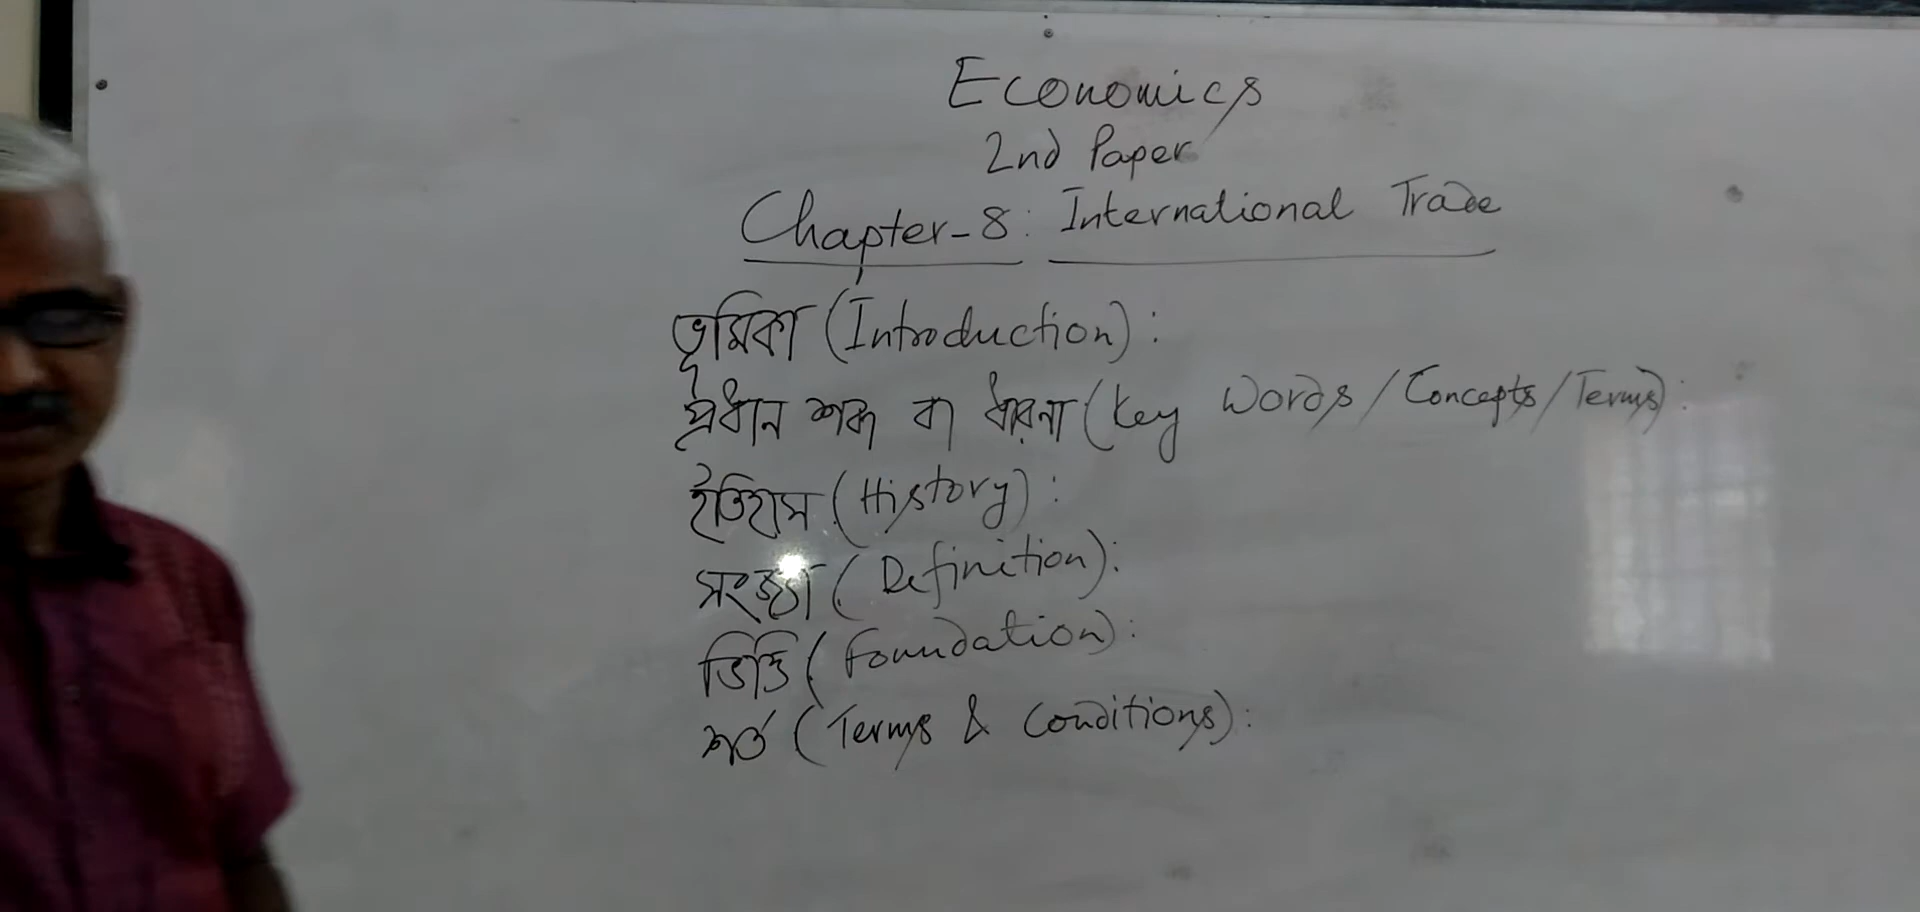 Economics
2nd Paper
Chapter-8: International Trade
ভূমিকা (Introduction):
প্রধান শব্দ বা ধারনা (Key Words/Concepts/Terms):
ইতিহাস (History):
সংজ্ঞা (Definition):
ভিত্তি (Foundation):
শর্ত (Terms & Conditions):